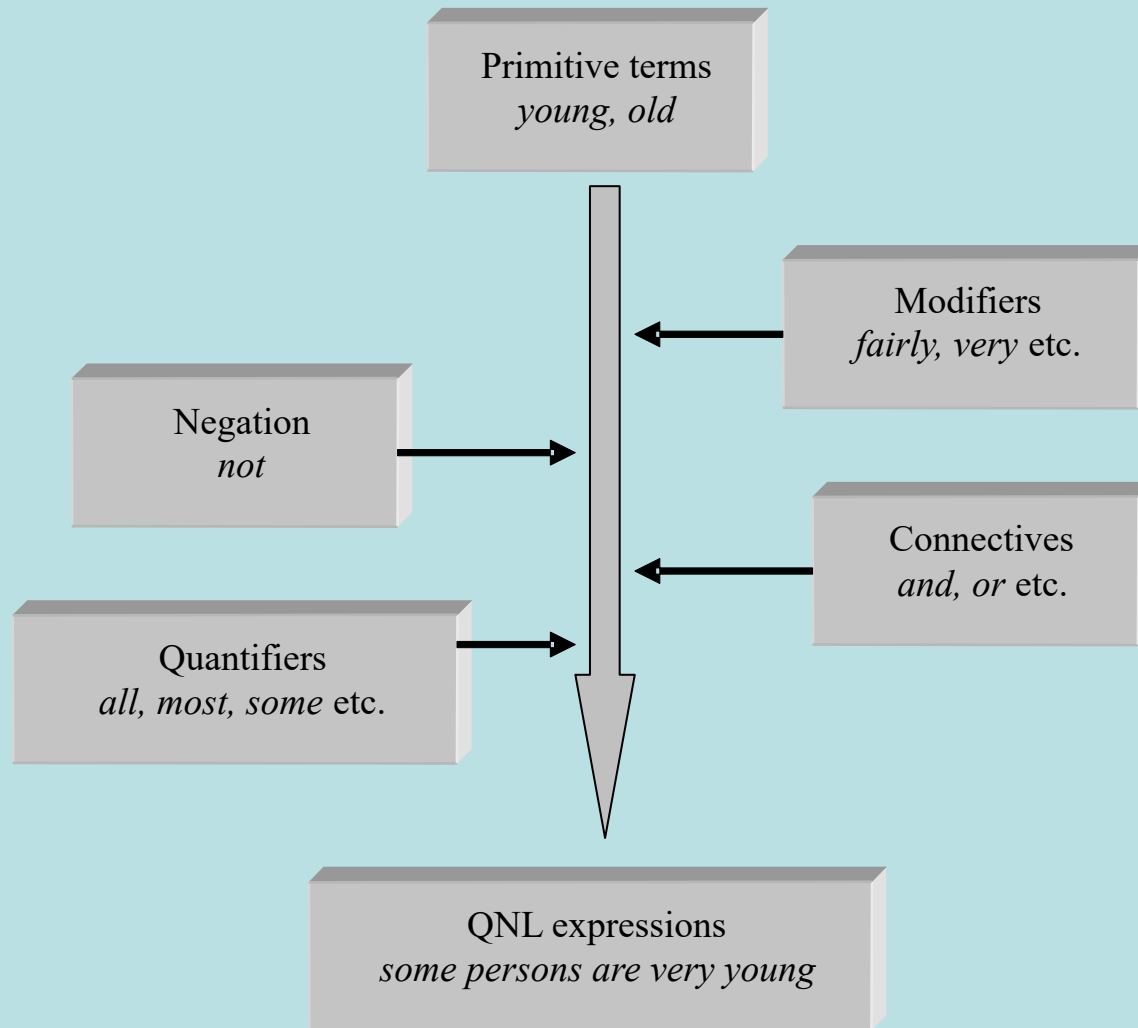 Primitive terms
young, old
Modifiers
fairly, very etc.
Negation
not
Connectives
and, or etc.
Quantifiers
all, most, some etc.
QNL expressions
some persons are very young